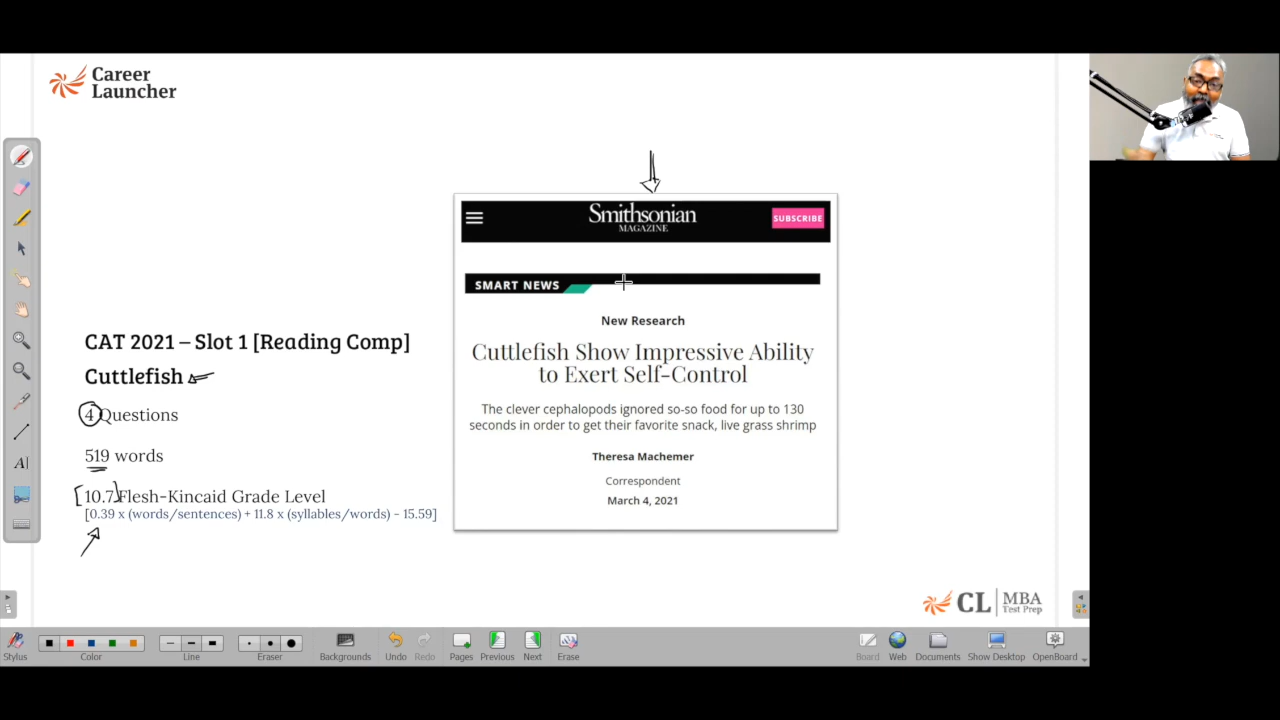 Career
Launcher
Smithsonian
MAGAZINE
SUBSCRIBE
SMART NEWS
New Research
Cuttlefish Show Impressive Ability
to Exert Self-Control
The clever cephalopods ignored so-so food for up to 130
seconds in order to get their favorite snack, live grass shrimp
Theresa Machemer
Correspondent
March 4, 2021
CAT 2021 – Slot 1 [Reading Comp]
Cuttlefish
4 Questions
519 words
10.7 Flesh-Kincaid Grade Level
[0.39 x (words/sentences) + 11.8 x (syllables/words) - 15.59]
A
CL MBA
Test Prep
Stylus
Color
Line
Eraser
Backgrounds
Undo
Redo
Pages
Previous
Next
Erase
Board
Web
Documents
Show Desktop
OpenBoard